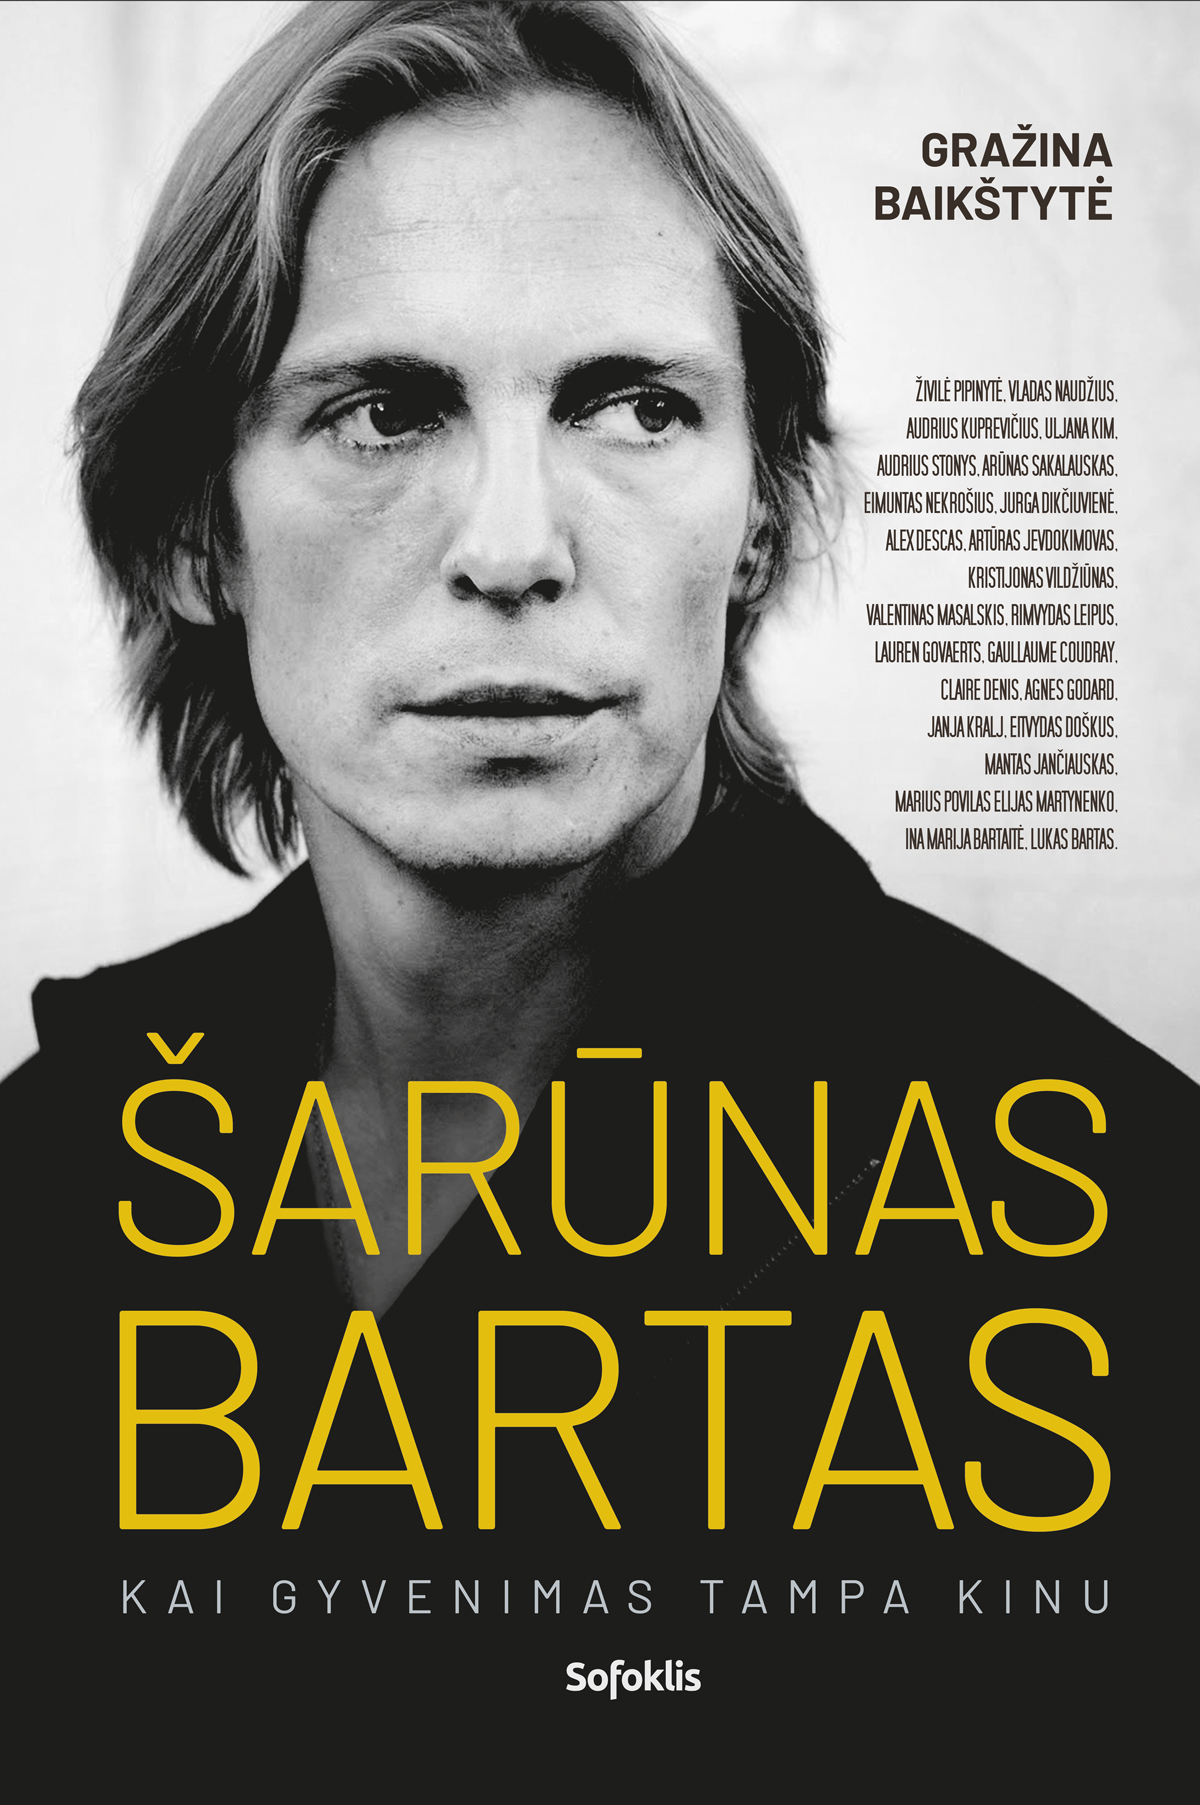 GRAŽINA
BAIKŠTYTĖ
ŽIVILĖ PIPINYTĖ, VLADAS NAUDŽIUS,
AUDRIUS KUPREVIČIUS, ULJANA KIM,
AUDRIUS STONYS, ARŪNAS SAKALAUSKAS,
EIMUNTAS NEKROŠIUS, JURGA DIKČIUVIENĖ,
ALEX DESCAS, ARTŪRAS JEVDOKIMOVAS,
KRISTIJONAS VILDŽIŪNAS,
VALENTINAS MASALSKIS, RIMVYDAS LEIPUS,
LAUREN GOVAERTS, GAULLAUME COUDRAY,
CLAIRE DENIS, AGNES GODARD,
JANJA KRALJ, EITVYDAS DOŠKUS,
MANTAS JANČIAUSKAS,
MARIUS POVILAS ELIJAS MARTYNENKO,
INA MARIJA BARTAITĖ, LUKAS BARTAS.
ŠARŪNAS
BARTAS
KAI GYVENIMAS TAMPA KINU
Sofoklis